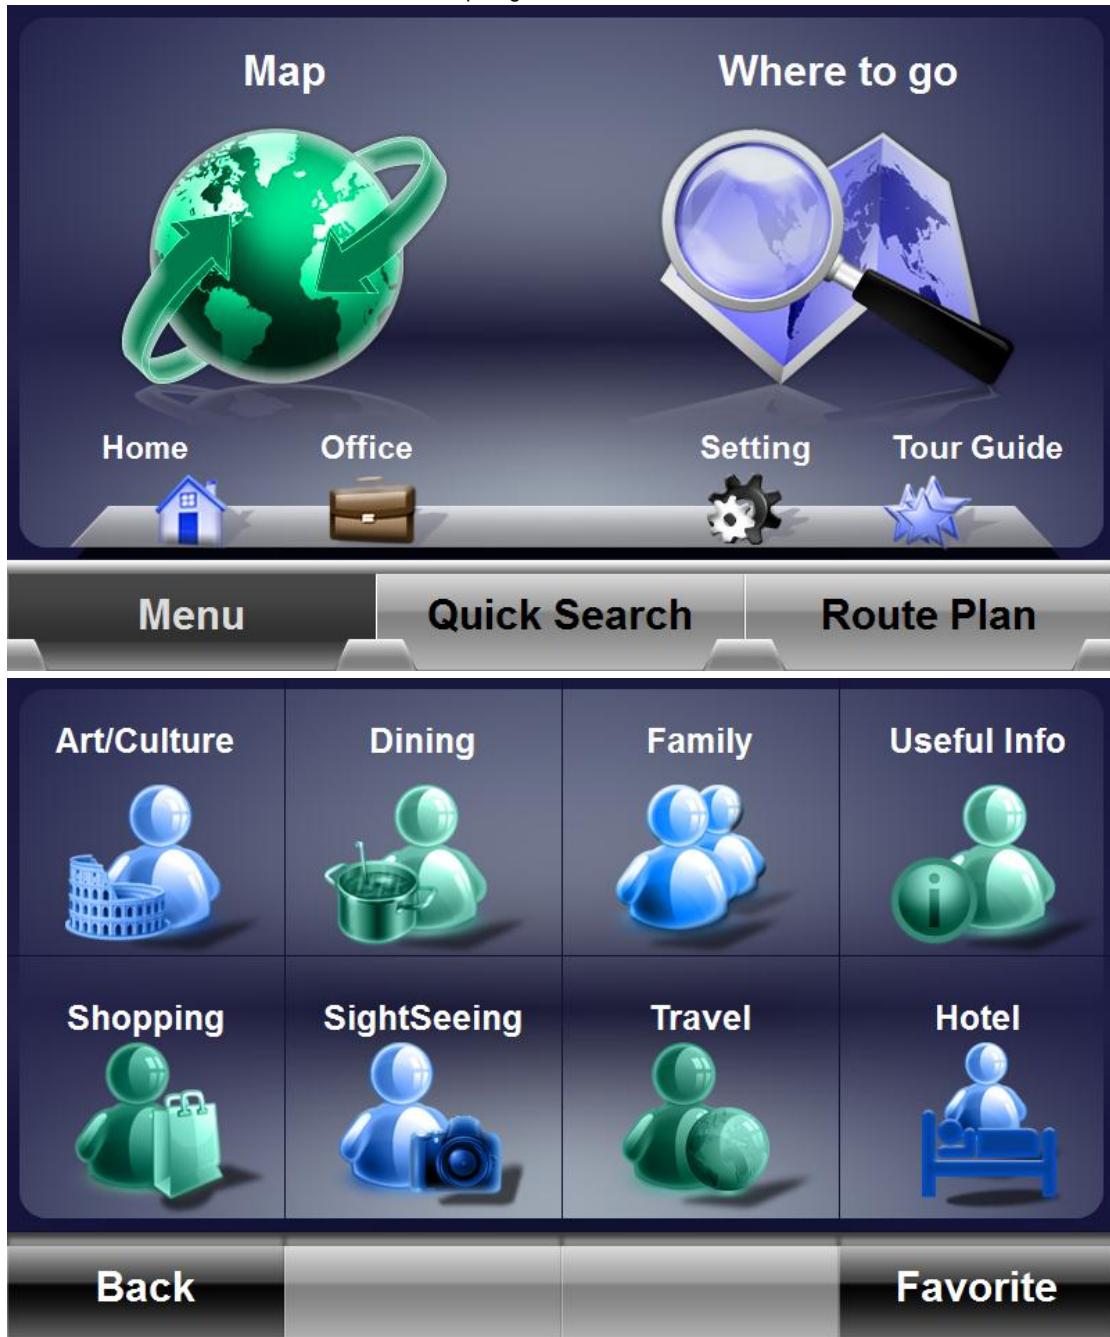 Map Where to go
Home Office Setting Tour Guide
Menu Quick Search Route Plan
Art/Culture Dining Family Useful Info
Shopping SightSeeing Travel Hotel
Back Favorite